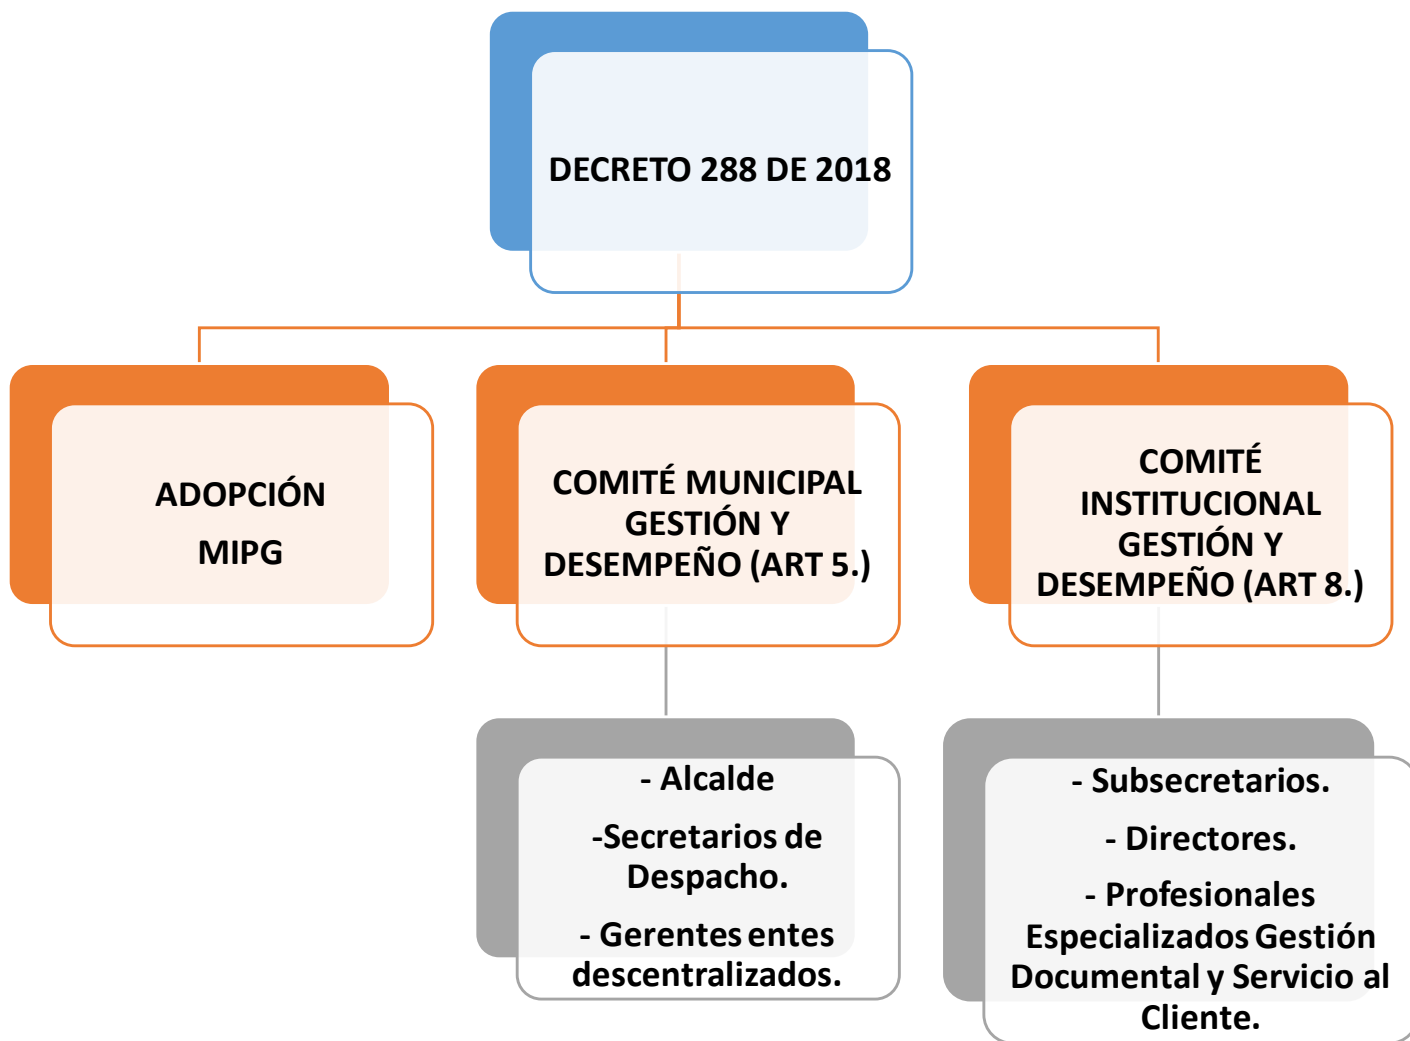 DECRETO 288 DE 2018
ADOPCIÓN
MIPG
COMITÉ MUNICIPAL
GESTIÓN Y
DESEMPEÑO (ART 5.)
COMITÉ
INSTITUCIONAL
GESTIÓN Y
DESEMPEÑO (ART 8.)
- Alcalde
-Secretarios de
Despacho.
- Gerentes entes
descentralizados.
- Subsecretarios.
- Directores.
- Profesionales
Especializados Gestión
Documental y Servicio al
Cliente.